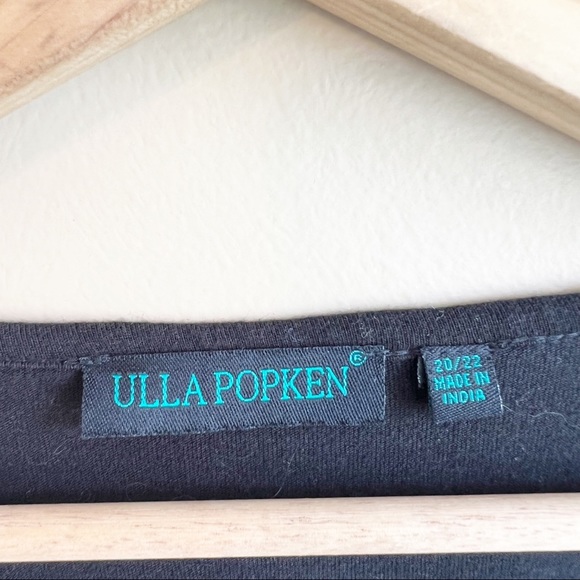 ULLA POPKEN®
20/22
MADE IN
INDIA